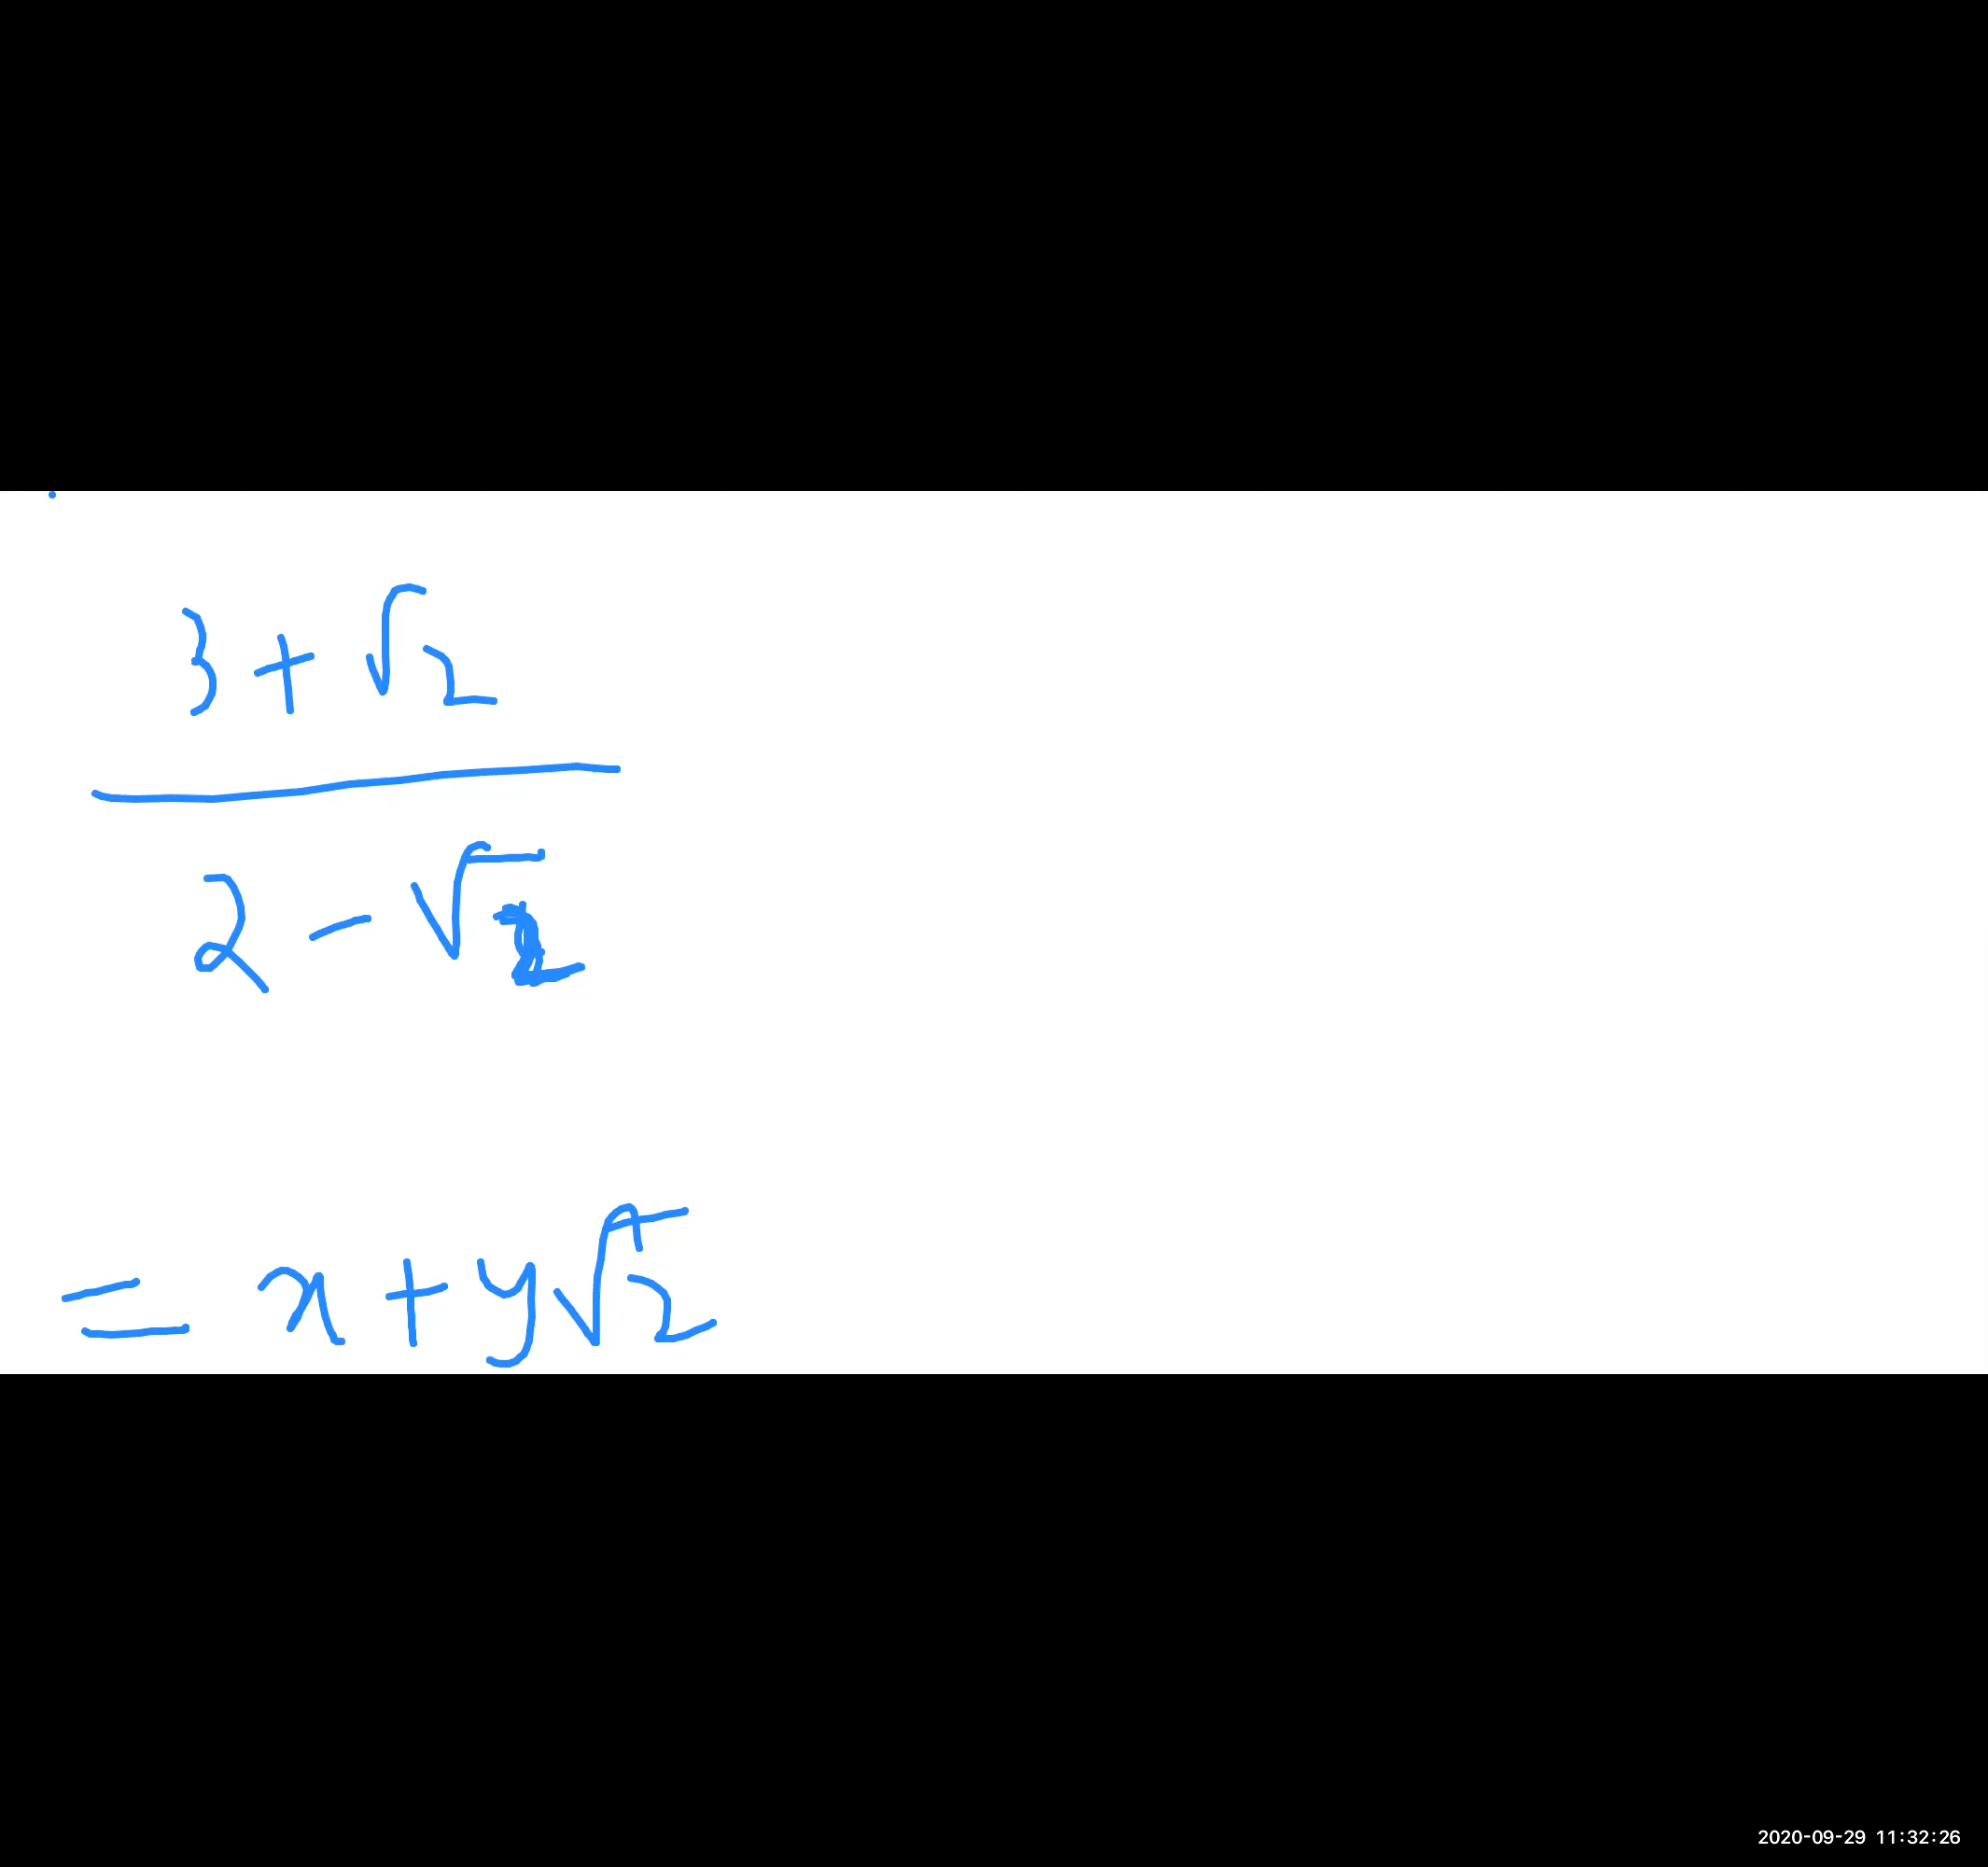 3 + √2
2 - √2
= x + y√2
2020-09-29 11:32:26